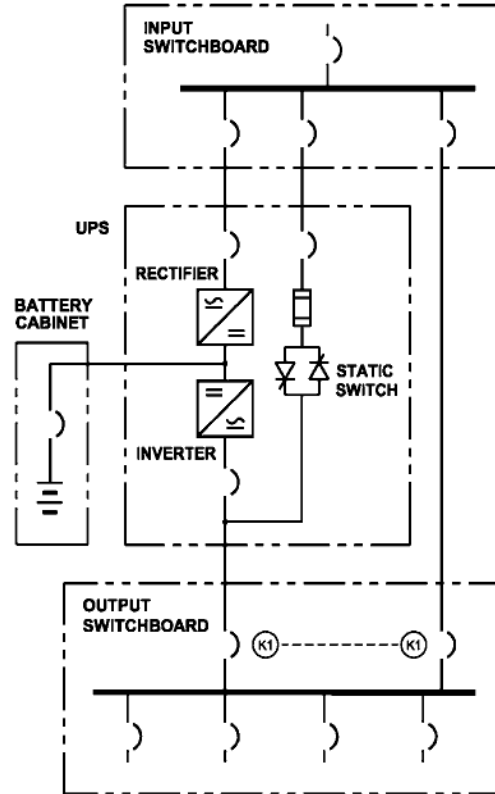 INPUT
SWITCHBOARD
UPS
RECTIFIER
BATTERY
CABINET
STATIC
SWITCH
INVERTER
OUTPUT
SWITCHBOARD
K1
K1